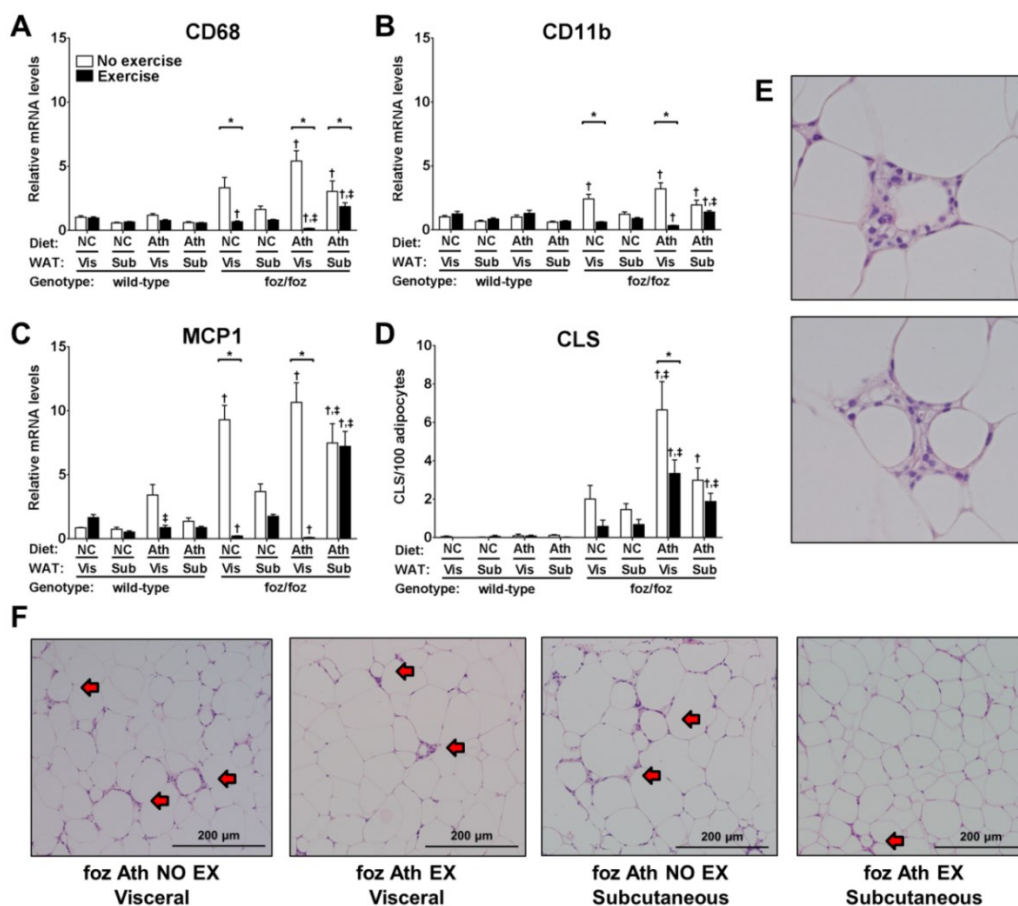 A
CD68
Relative mRNA levels
15
10
5
0
No exercise
Exercise
*
*
*
†
†,‡
†
†
†,‡
Diet: NC NC Ath Ath NC NC Ath Ath
WAT: Vis Sub Vis Sub Vis Sub Vis Sub
Genotype: wild-type foz/foz
B
CD11b
Relative mRNA levels
15
10
5
0
*
*
†
†
†
†
†,‡
Diet: NC NC Ath Ath NC NC Ath Ath
WAT: Vis Sub Vis Sub Vis Sub Vis Sub
Genotype: wild-type foz/foz
E
C
MCP1
Relative mRNA levels
15
10
5
0
*
*
‡
†
†
†
†
†,‡
†,‡
Diet: NC NC Ath Ath NC NC Ath Ath
WAT: Vis Sub Vis Sub Vis Sub Vis Sub
Genotype: wild-type foz/foz
D
CLS
CLS/100 adipocytes
10
8
6
4
2
0
*
†,‡
†,‡
†
†,‡
Diet: NC NC Ath Ath NC NC Ath Ath
WAT: Vis Sub Vis Sub Vis Sub Vis Sub
Genotype: wild-type foz/foz
F
200 µm
200 µm
200 µm
200 µm
foz Ath NO EX
Visceral
foz Ath EX
Visceral
foz Ath NO EX
Subcutaneous
foz Ath EX
Subcutaneous